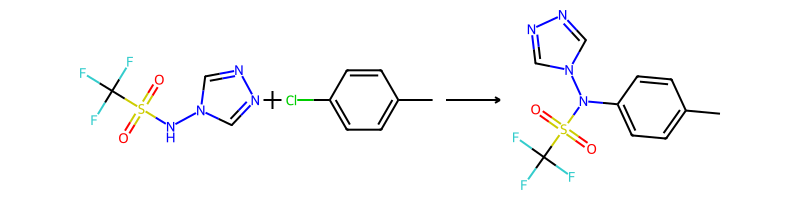 F F F S O O N H N N N + Cl
N N N N S O O F F F